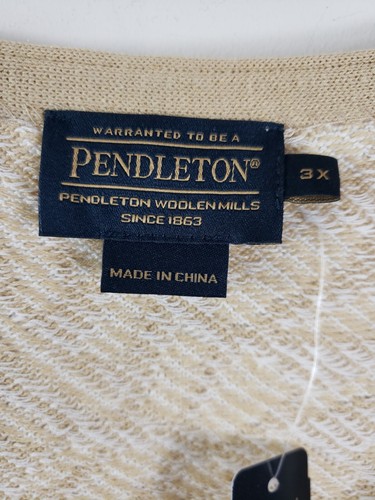 WARRANTED TO BE A
PENDLETON®
PENDLETON WOOLEN MILLS
SINCE 1863
3X
MADE IN CHINA